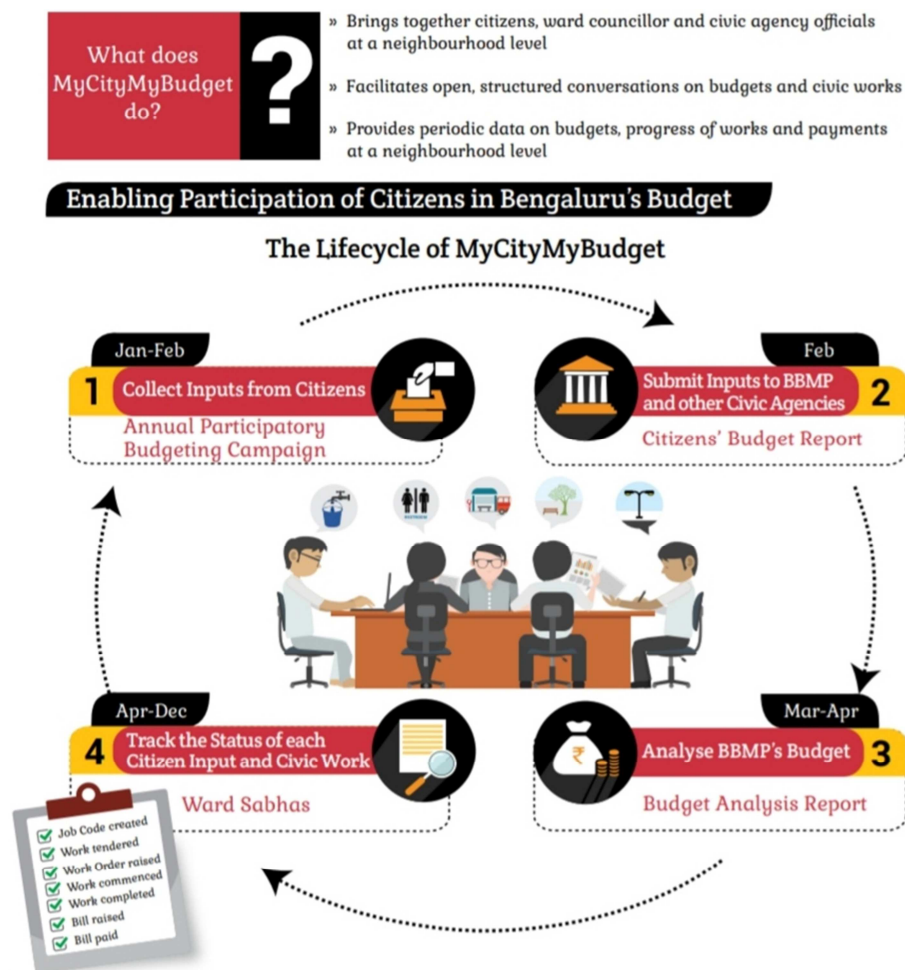 What does
MyCityMyBudget
do?
?
» Brings together citizens, ward councillor and civic agency officials
at a neighbourhood level
» Facilitates open, structured conversations on budgets and civic works
» Provides periodic data on budgets, progress of works and payments
at a neighbourhood level
Enabling Participation of Citizens in Bengaluru's Budget
The Lifecycle of MyCityMyBudget
Jan-Feb
1 Collect Inputs from Citizens
Annual Participatory
Budgeting Campaign
Feb
Submit Inputs to BBMP
and other Civic Agencies 2
Citizens' Budget Report
Mar-Apr
Analyse BBMP's Budget 3
₹
Budget Analysis Report
Apr-Dec
4 Track the Status of each
Citizen Input and Civic Work
Ward Sabhas
Job Code created
Work tendered
Work Order raised
Work commenced
Work completed
Bill raised
Bill paid